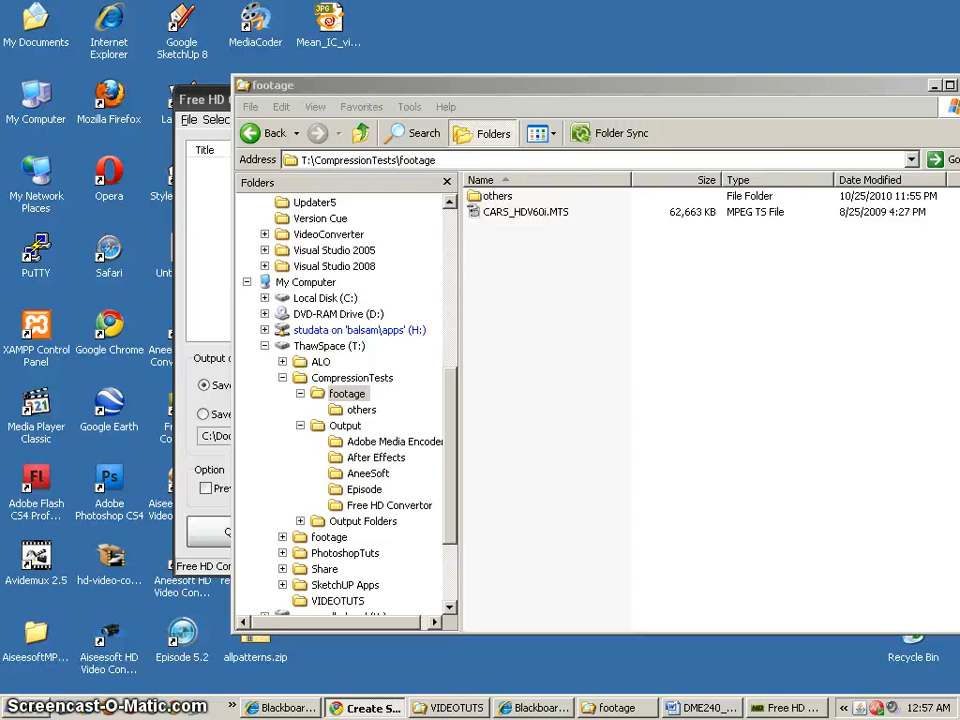 My Documents
Internet Explorer
Google SketchUp 8
MediaCoder
JPG
Mean_IC_vi...
My Computer
Mozilla Firefox
My Network Places
Opera
PuTTY
Safari
XAMPP Control Panel
Google Chrome
Media Player Classic
Google Earth
Adobe Flash CS4 Prof...
Adobe Photoshop CS4
Avidemux 2.5
hd-video-co...
Aneesoft HD Video Con...
AiseesoftMP...
Aiseesoft HD Video Con...
Episode 5.2
allpatterns.zip
Recycle Bin
Free HD
File Selec
Title
Output
Save
Save
C:\Doc
Option
Free HD Co
footage
File Edit View Favorites Tools Help
Back Search Folders Folder Sync
Address T:\CompressionTests\footage Go
Folders
Updater5
Version Cue
VideoConverter
Visual Studio 2005
Visual Studio 2008
My Computer
Local Disk (C:)
DVD-RAM Drive (D:)
studata on 'balsam\apps' (H:)
ThawSpace (T:)
ALO
CompressionTests
footage
others
Output
Adobe Media Encoder
After Effects
AneeSoft
Episode
Free HD Convertor
Output Folders
footage
PhotoshopTuts
Share
SketchUP Apps
VIDEOTUTS
Name Size Type Date Modified
others File Folder 10/25/2010 11:55 PM
CARS_HDV60i.MTS 62,663 KB MPEG TS File 8/25/2009 4:27 PM
Screencast-O-Matic.com » Blackboar... Create S... VIDEOTUTS Blackboar... footage DME240_... Free HD ... « 12:57 AM